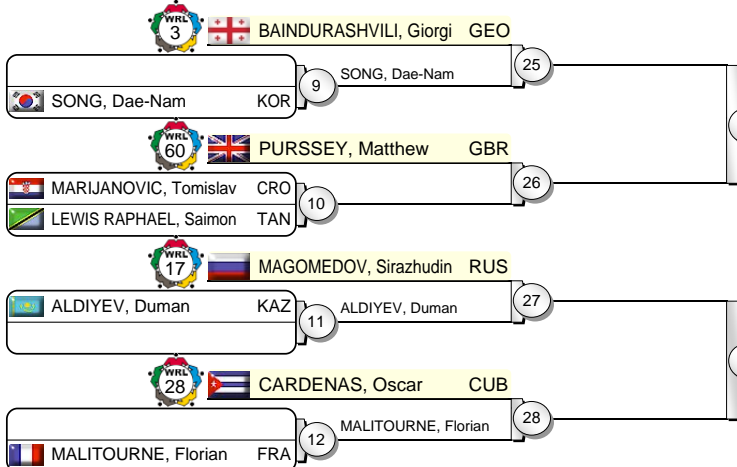 WRL
3
BAINDURASHVILI, Giorgi GEO
25
SONG, Dae-Nam
9
SONG, Dae-Nam KOR
WRL
60
PURSSEY, Matthew GBR
26
MARIJANOVIC, Tomislav CRO
10
LEWIS RAPHAEL, Saimon TAN
WRL
17
MAGOMEDOV, Sirazhudin RUS
27
ALDIYEV, Duman KAZ
11
ALDIYEV, Duman
WRL
28
CARDENAS, Oscar CUB
28
MALITOURNE, Florian
12
MALITOURNE, Florian FRA